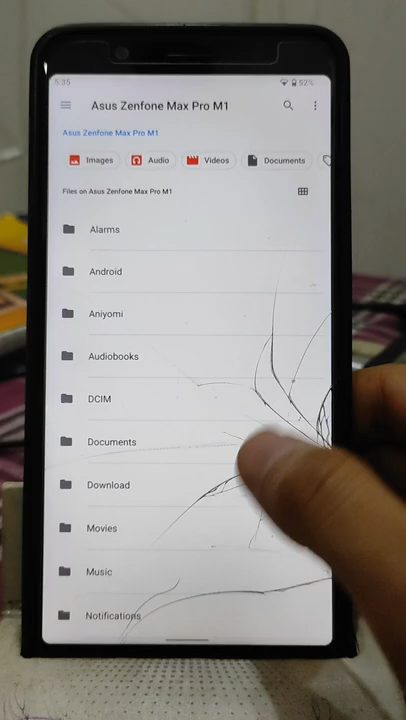 5:35 52%
Asus Zenfone Max Pro M1
Asus Zenfone Max Pro M1
Images Audio Videos Documents
Files on Asus Zenfone Max Pro M1
Alarms
Android
Aniyomi
Audiobooks
DCIM
Documents
Download
Movies
Music
Notifications